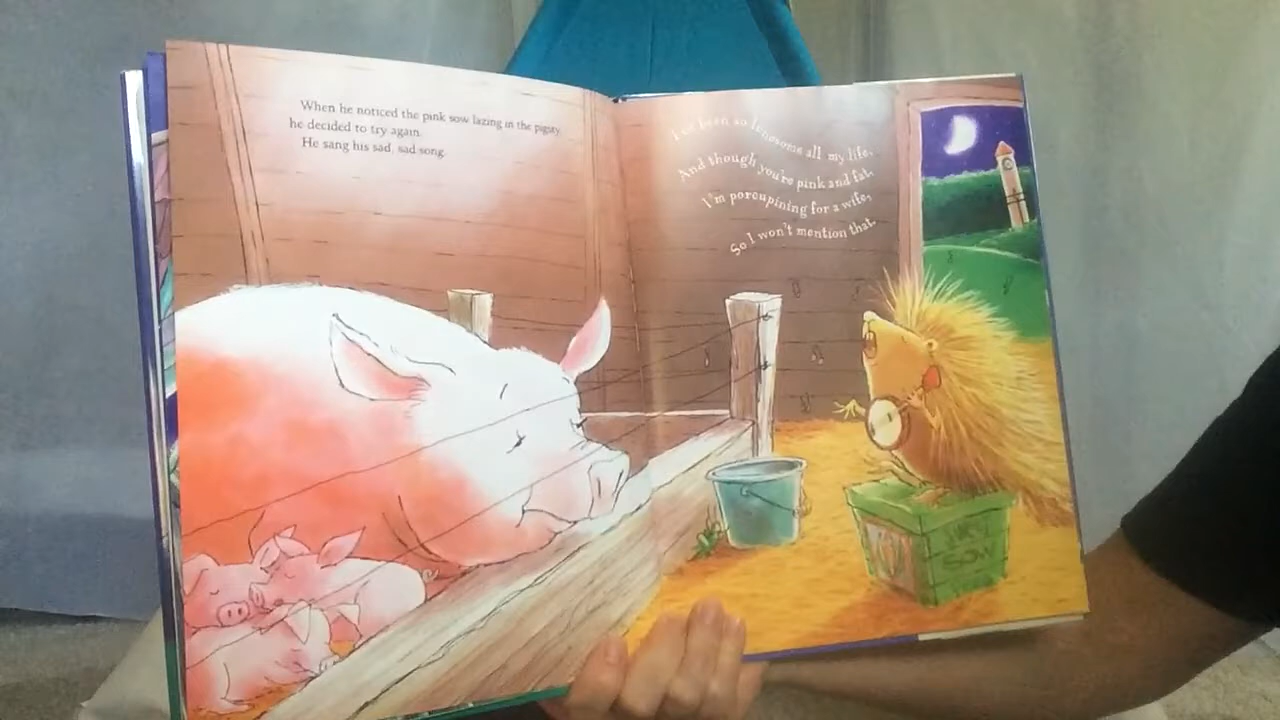 When he noticed the pink sow lazing in the pigsty,
he decided to try again.
He sang his sad, sad song.
I've been so lonesome all my life,
And though you're pink and fat,
I'm porcupining for a wife,
So I won't mention that.